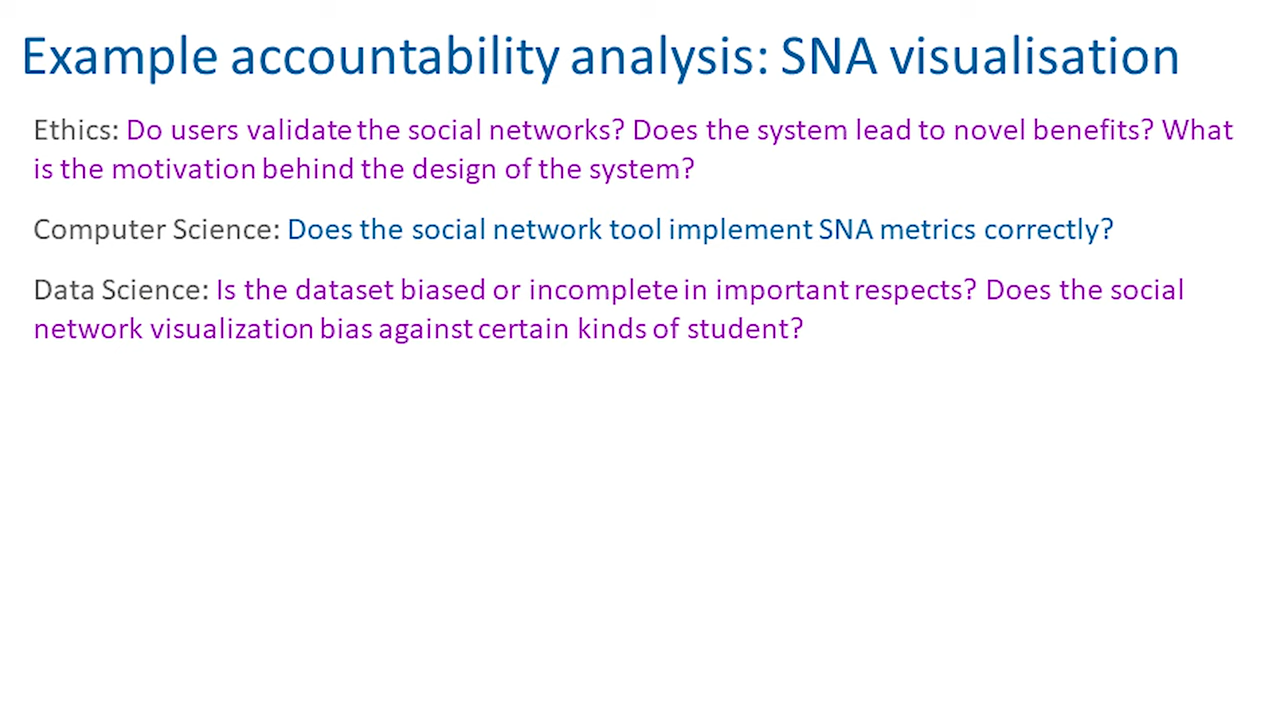 Example accountability analysis: SNA visualisation
Ethics: Do users validate the social networks? Does the system lead to novel benefits? What
is the motivation behind the design of the system?
Computer Science: Does the social network tool implement SNA metrics correctly?
Data Science: Is the dataset biased or incomplete in important respects? Does the social
network visualization bias against certain kinds of student?